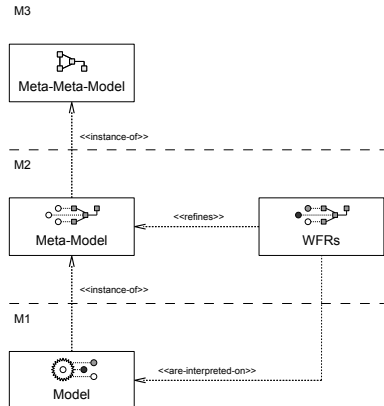 M3
Meta-Meta-Model
<<instance-of>>
M2
<<refines>>
Meta-Model
WFRs
<<instance-of>>
M1
<<are-interpreted-on>>
Model